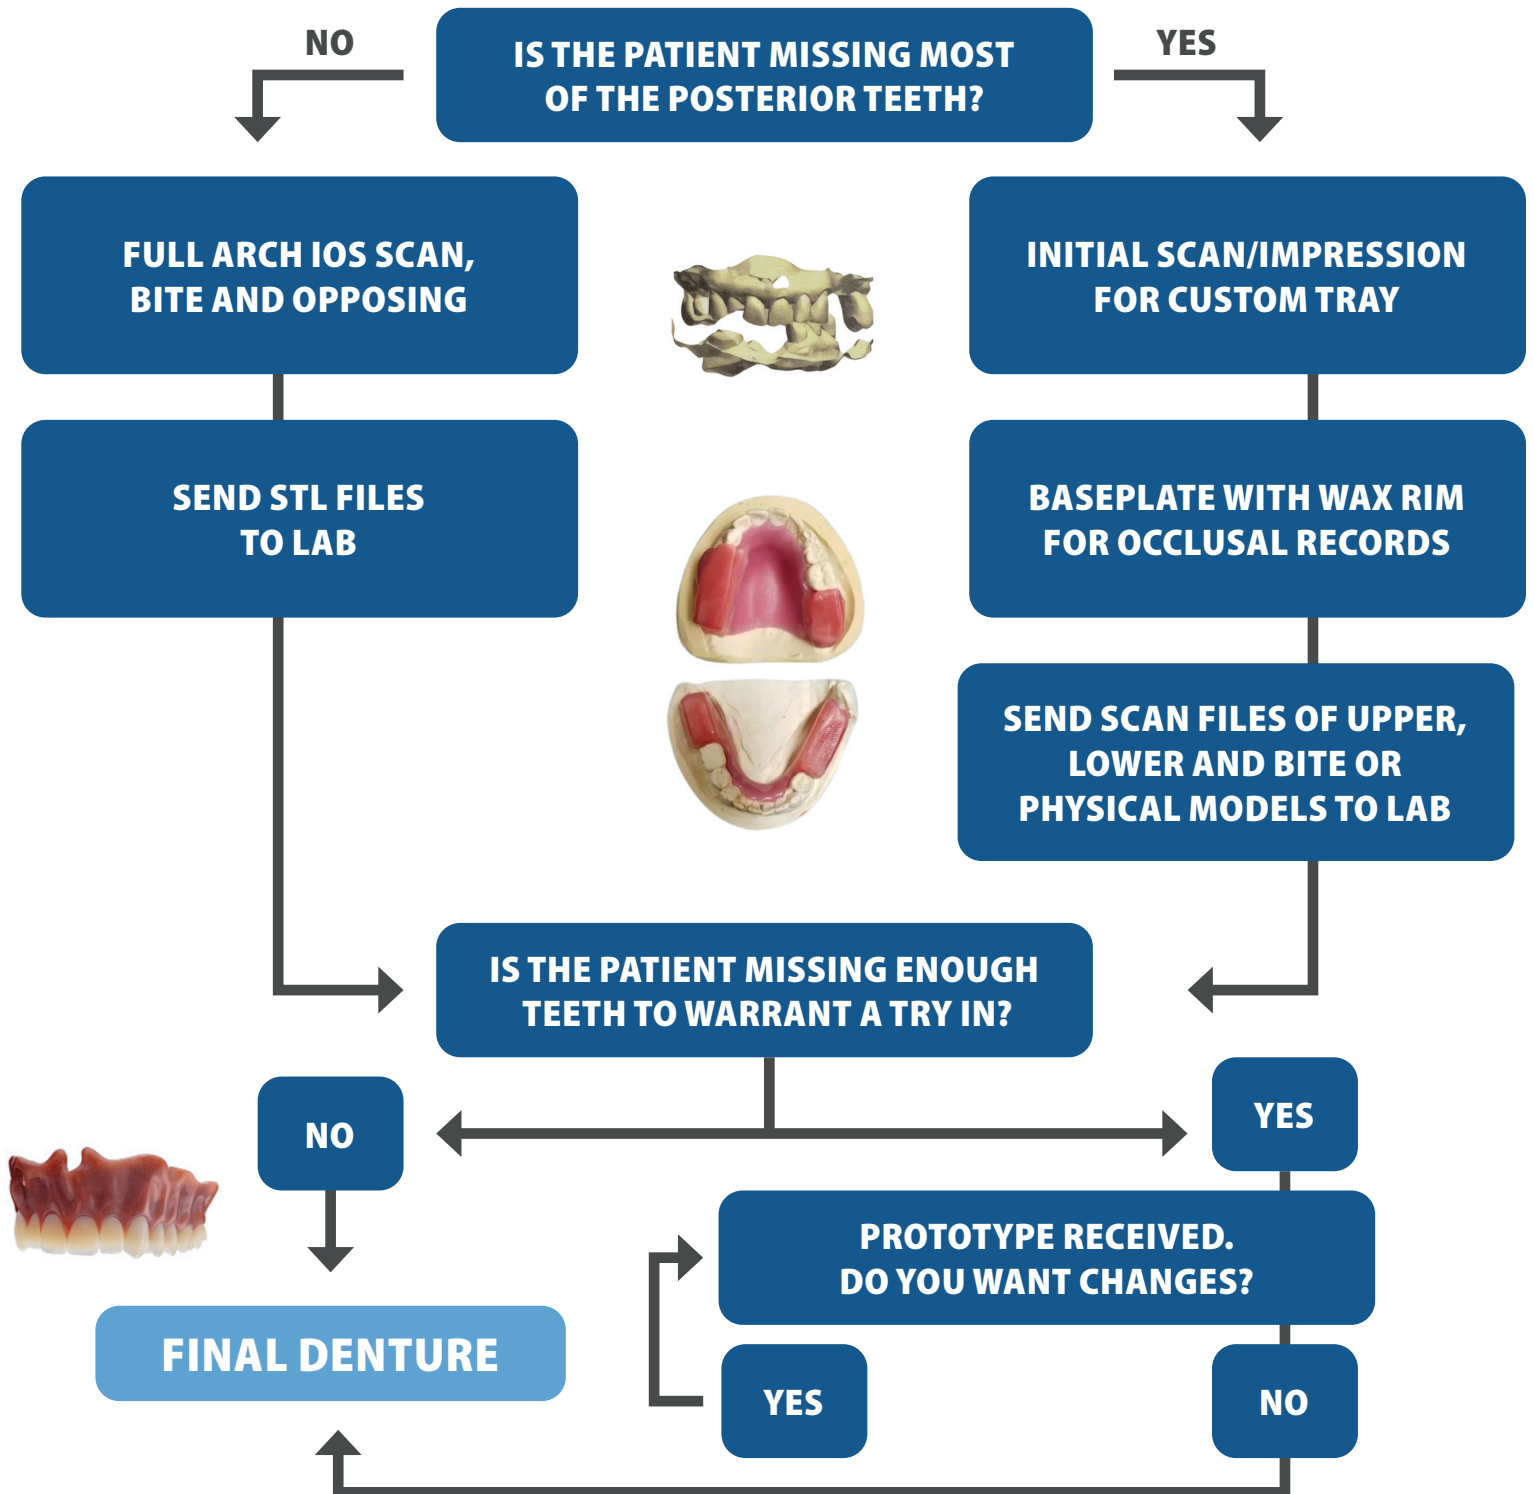 NO
IS THE PATIENT MISSING MOST
OF THE POSTERIOR TEETH?
YES
FULL ARCH IOS SCAN,
BITE AND OPPOSING
INITIAL SCAN/IMPRESSION
FOR CUSTOM TRAY
SEND STL FILES
TO LAB
BASEPLATE WITH WAX RIM
FOR OCCLUSAL RECORDS
SEND SCAN FILES OF UPPER,
LOWER AND BITE OR
PHYSICAL MODELS TO LAB
IS THE PATIENT MISSING ENOUGH
TEETH TO WARRANT A TRY IN?
NO
YES
PROTOTYPE RECEIVED.
DO YOU WANT CHANGES?
FINAL DENTURE
YES
NO